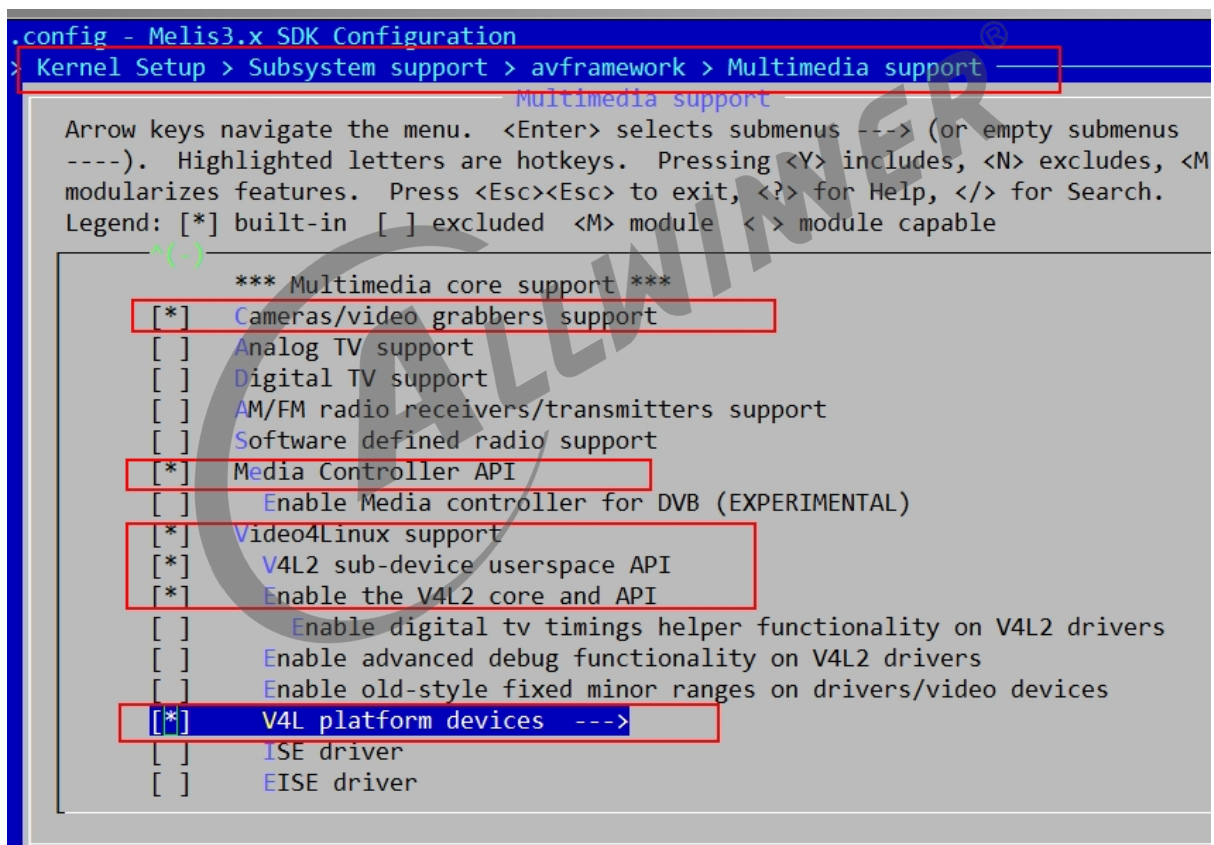 .config - Melis3.x SDK Configuration
> Kernel Setup > Subsystem support > avframework > Multimedia support
Multimedia support
Arrow keys navigate the menu. <Enter> selects submenus ---> (or empty submenus
----). Highlighted letters are hotkeys. Pressing <Y> includes, <N> excludes, <M
modularizes features. Press <Esc><Esc> to exit, <?> for Help, </> for Search.
Legend: [*] built-in [ ] excluded <M> module < > module capable
^(-)
*** Multimedia core support ***
[*] Cameras/video grabbers support
[ ] Analog TV support
[ ] Digital TV support
[ ] AM/FM radio receivers/transmitters support
[ ] Software defined radio support
[*] Media Controller API
[ ] Enable Media controller for DVB (EXPERIMENTAL)
[*] Video4Linux support
[*] V4L2 sub-device userspace API
[*] Enable the V4L2 core and API
[ ] Enable digital tv timings helper functionality on V4L2 drivers
[ ] Enable advanced debug functionality on V4L2 drivers
[ ] Enable old-style fixed minor ranges on drivers/video devices
[*] V4L platform devices --->
[ ] ISE driver
[ ] EISE driver
ALLWINNER®